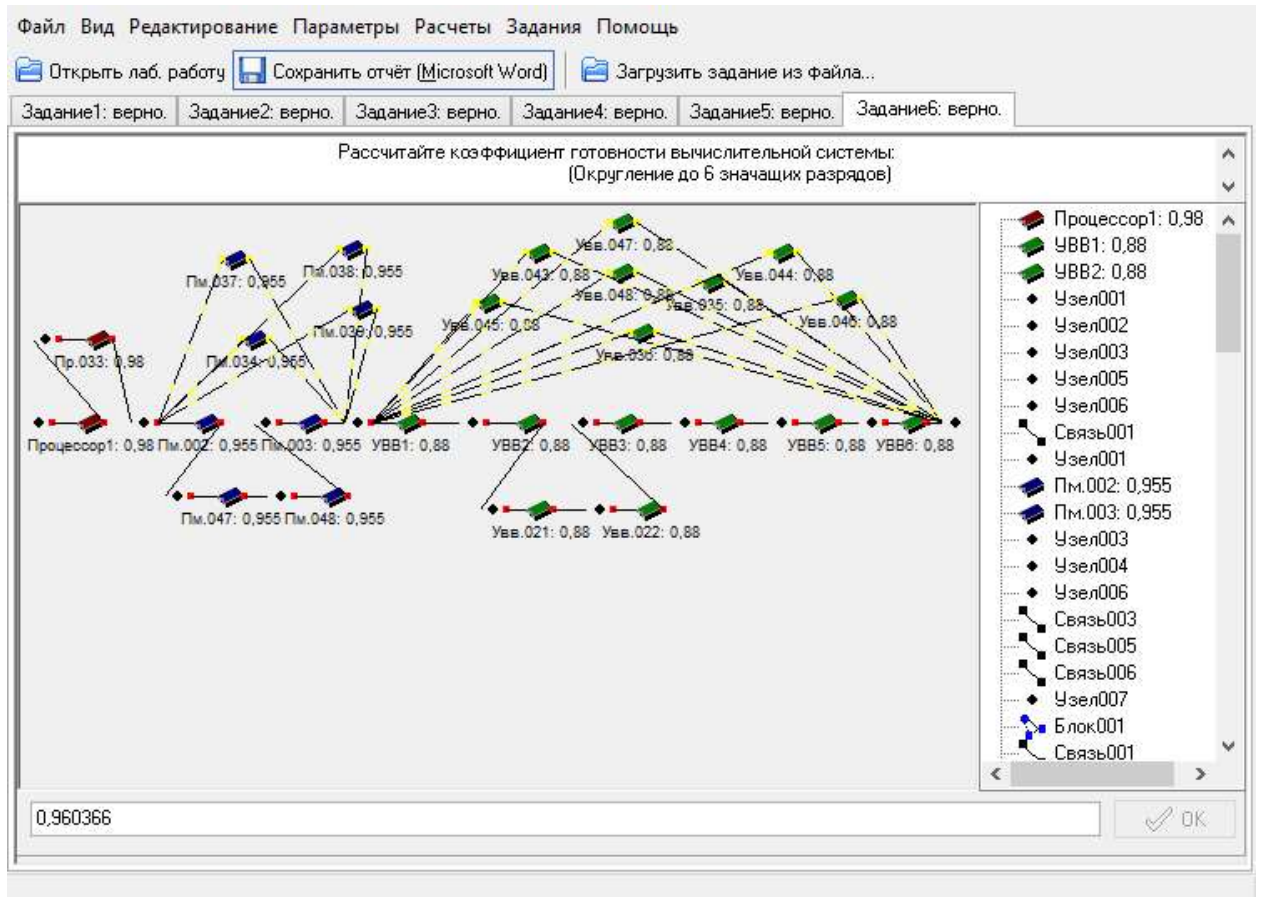 Файл Вид Редактирование Параметры Расчеты Задания Помощь
Открыть лаб. работу Сохранить отчёт (Microsoft Word) Загрузить задание из файла...
Задание1: верно. Задание2: верно. Задание3: верно. Задание4: верно. Задание5: верно. Задание6: верно.
Рассчитайте коэффициент готовности вычислительной системы:
(Округление до 6 значащих разрядов)
Увв.047: 0,88
Пм.038: 0,955
Пм.037: 0,955
Увв.043: 0,88
Увв.044: 0,88
Увв.048: 0,88
Увв.035: 0,88
Увв.045: 0,88
Увв.046: 0,88
Пм.039: 0,955
Пр.033: 0,98
Пм.034: 0,955
Увв.036: 0,88
Процессор1: 0,98 Пм.002: 0,955 Пм.003: 0,955 УВВ1: 0,88 УВВ2: 0,88 УВВ3: 0,88 УВВ4: 0,88 УВВ5: 0,88 УВВ6: 0,88
Пм.047: 0,955 Пм.048: 0,955
Увв.021: 0,88 Увв.022: 0,88
Процессор1: 0,98
УВВ1: 0,88
УВВ2: 0,88
Узел001
Узел002
Узел003
Узел005
Узел006
Связь001
Узел001
Пм.002: 0,955
Пм.003: 0,955
Узел003
Узел004
Узел006
Связь003
Связь005
Связь006
Узел007
Блок001
Связь001
0,960366
OK